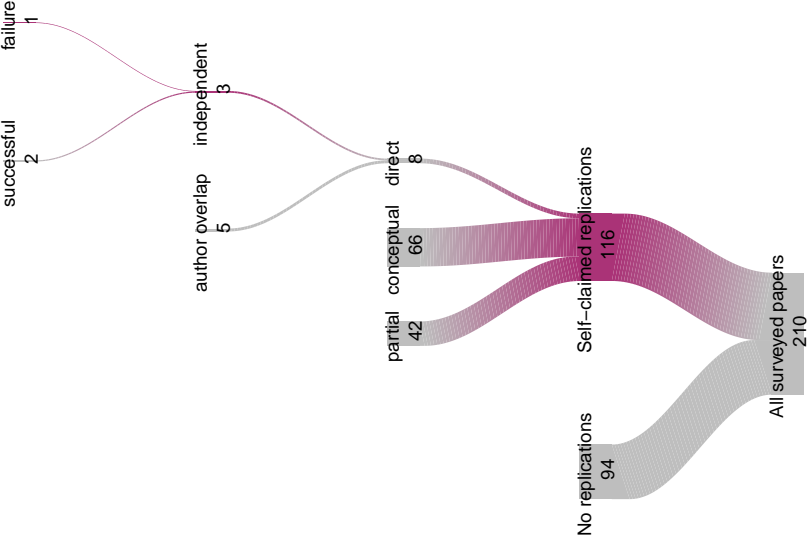 failure
1
successful
2
independent
3
author overlap
5
direct
8
conceptual
66
partial
42
Self−claimed replications
116
No replications
94
All surveyed papers
210